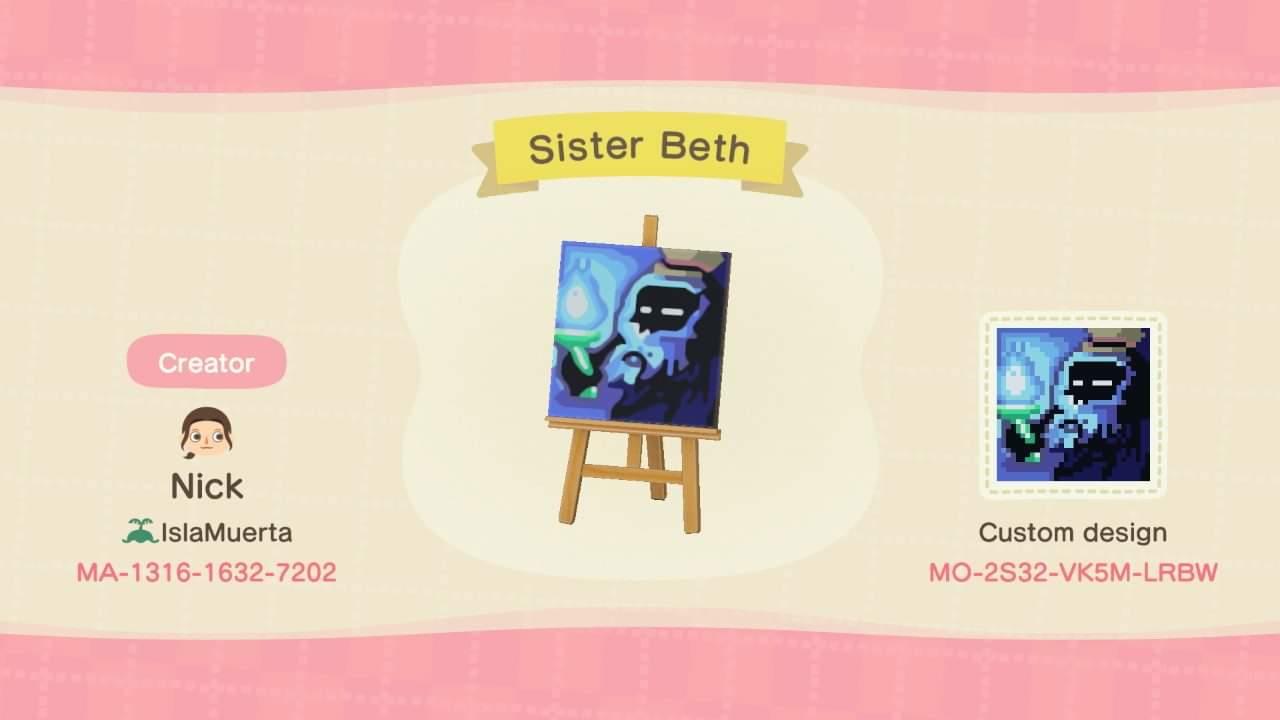 Sister Beth
Creator
Nick
IslaMuerta
MA-1316-1632-7202
Custom design
MO-2S32-VK5M-LRBW